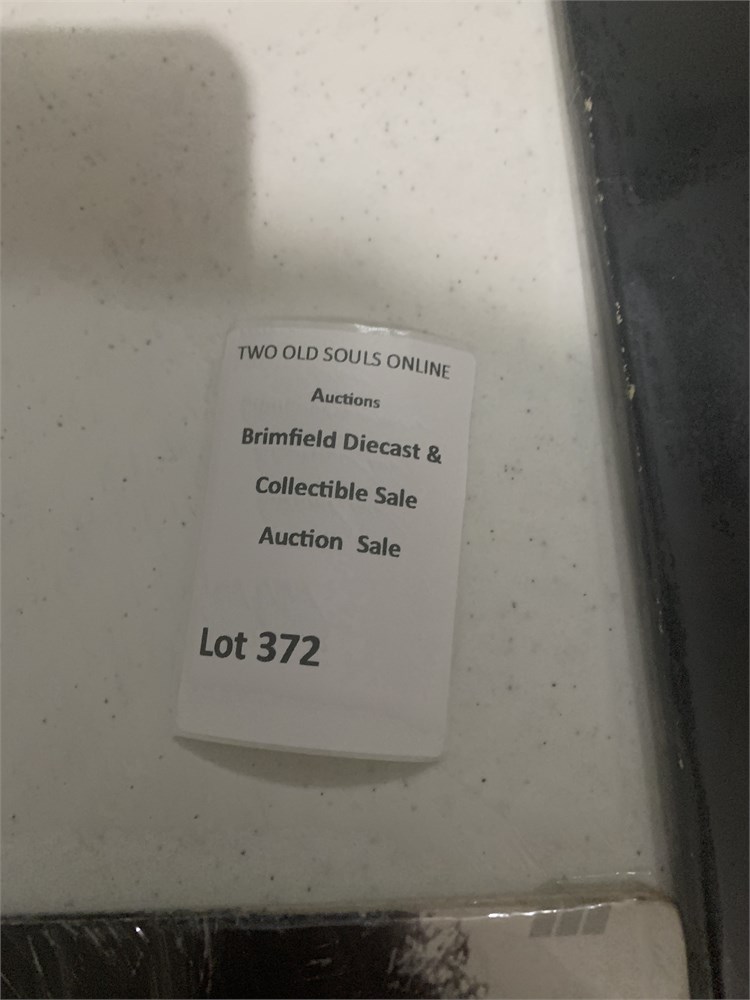 TWO OLD SOULS ONLINE
Auctions
Brimfield Diecast &
Collectible Sale
Auction Sale
Lot 372